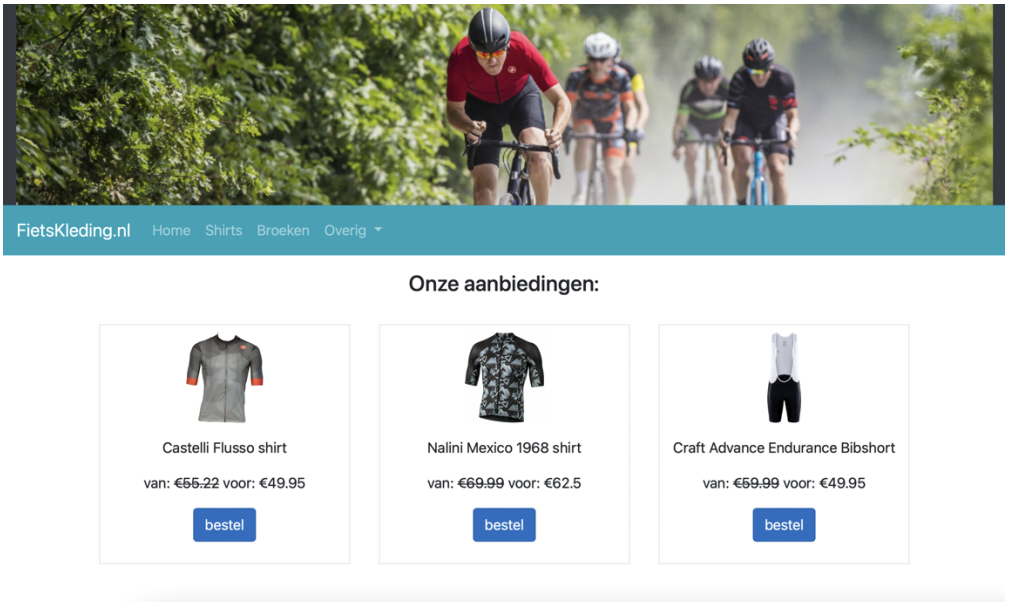 FietsKleding.nl Home Shirts Broeken Overig
Onze aanbiedingen:
Castelli Flusso shirt
van: €55.22 voor: €49.95
bestel
Nalini Mexico 1968 shirt
van: €69.99 voor: €62.5
bestel
Craft Advance Endurance Bibshort
van: €59.99 voor: €49.95
bestel